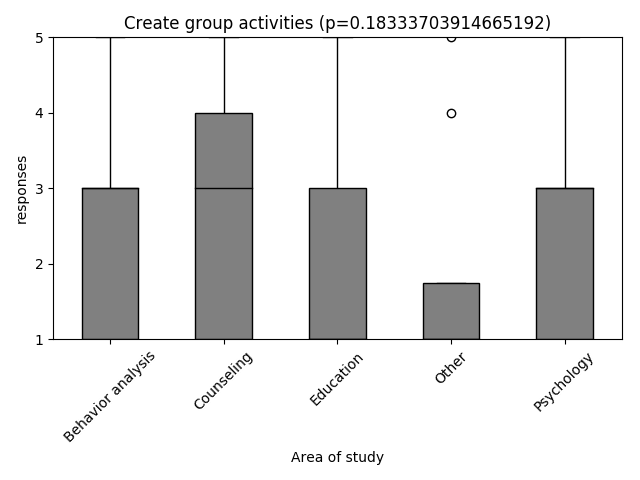 Create group activities (p=0.18333703914665192)
5
4
3
2
1
responses
Behavior analysis
Counseling
Education
Other
Psychology
Area of study